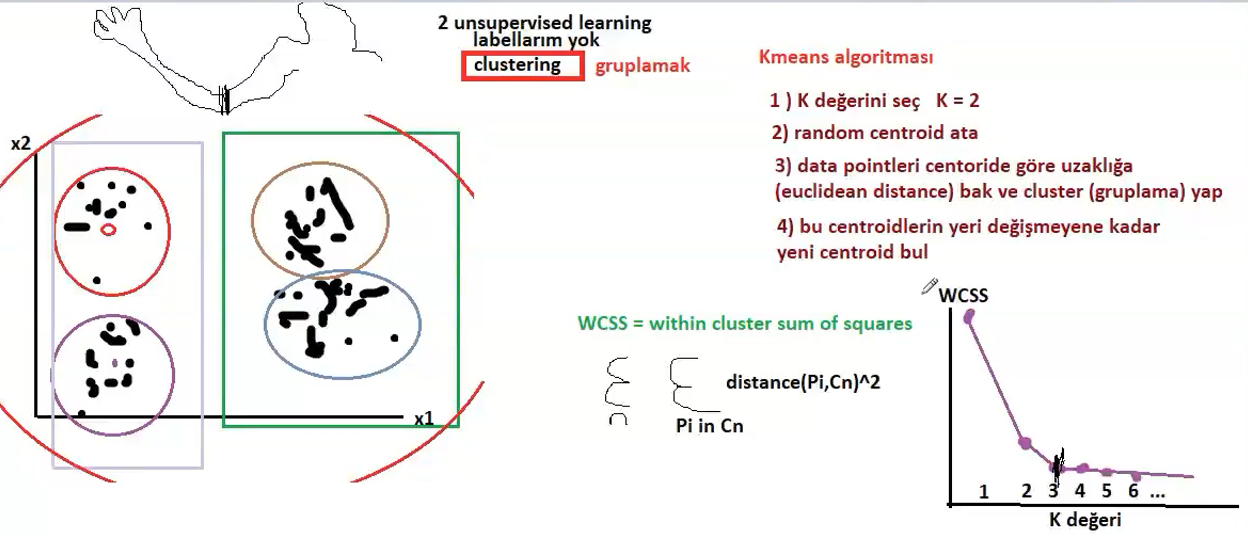 2 unsupervised learning
labellarım yok
clustering
gruplamak
Kmeans algoritması
1 ) K değerini seç K = 2
2) random centroid ata
3) data pointleri centoride göre uzaklığa
(euclidean distance) bak ve cluster (gruplama) yap
4) bu centroidlerin yeri değişmeyene kadar
yeni centroid bul
x2
x1
WCSS = within cluster sum of squares
Σ Σ distance(Pi,Cn)^2
n Pi in Cn
WCSS
1 2 3 4 5 6 ...
K değeri